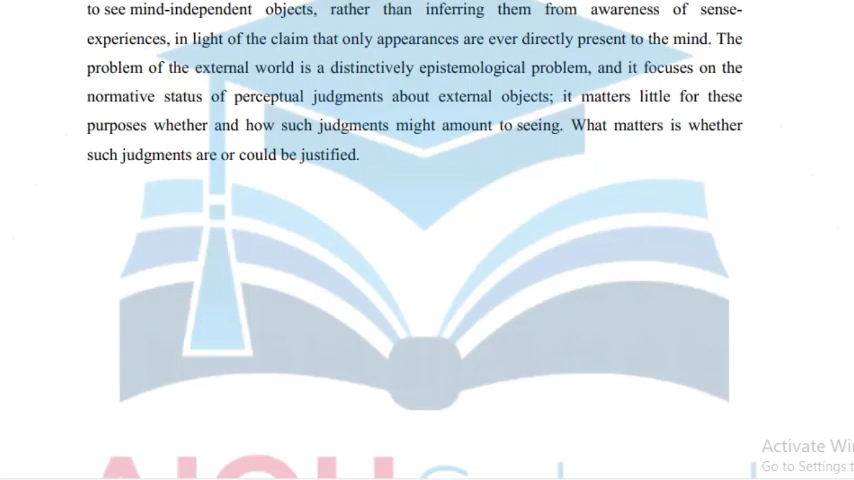 to see mind-independent objects, rather than inferring them from awareness of sense-
experiences, in light of the claim that only appearances are ever directly present to the mind. The
problem of the external world is a distinctively epistemological problem, and it focuses on the
normative status of perceptual judgments about external objects; it matters little for these
purposes whether and how such judgments might amount to seeing. What matters is whether
such judgments are or could be justified.
Activate
Go to Settings